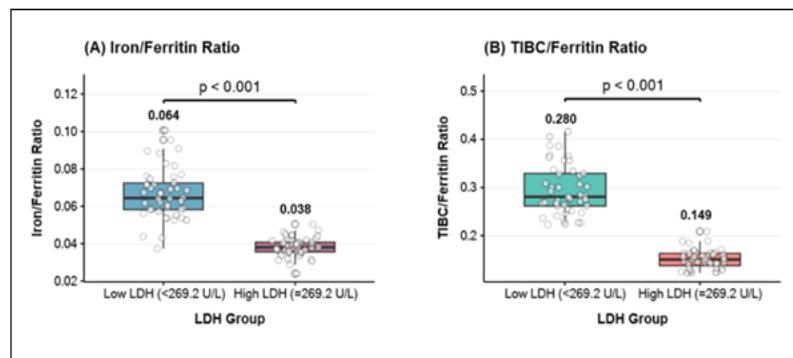 (A) Iron/Ferritin Ratio
p < 0.001
0.064
0.038
0.12
0.10
0.08
0.06
0.04
0.02
Iron/Ferritin Ratio
Low LDH (<269.2 U/L) High LDH (=269.2 U/L)
LDH Group
(B) TIBC/Ferritin Ratio
p < 0.001
0.280
0.149
0.5
0.4
0.3
0.2
TIBC/Ferritin Ratio
Low LDH (<269.2 U/L) High LDH (=269.2 U/L)
LDH Group